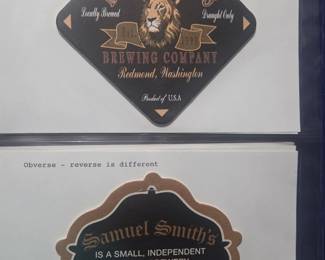 Locally Brewed
Draught Only
BREWING COMPANY
Redmond, Washington
Product of U.S.A
Obverse - reverse is different
Samuel Smith's
IS A SMALL, INDEPENDENT